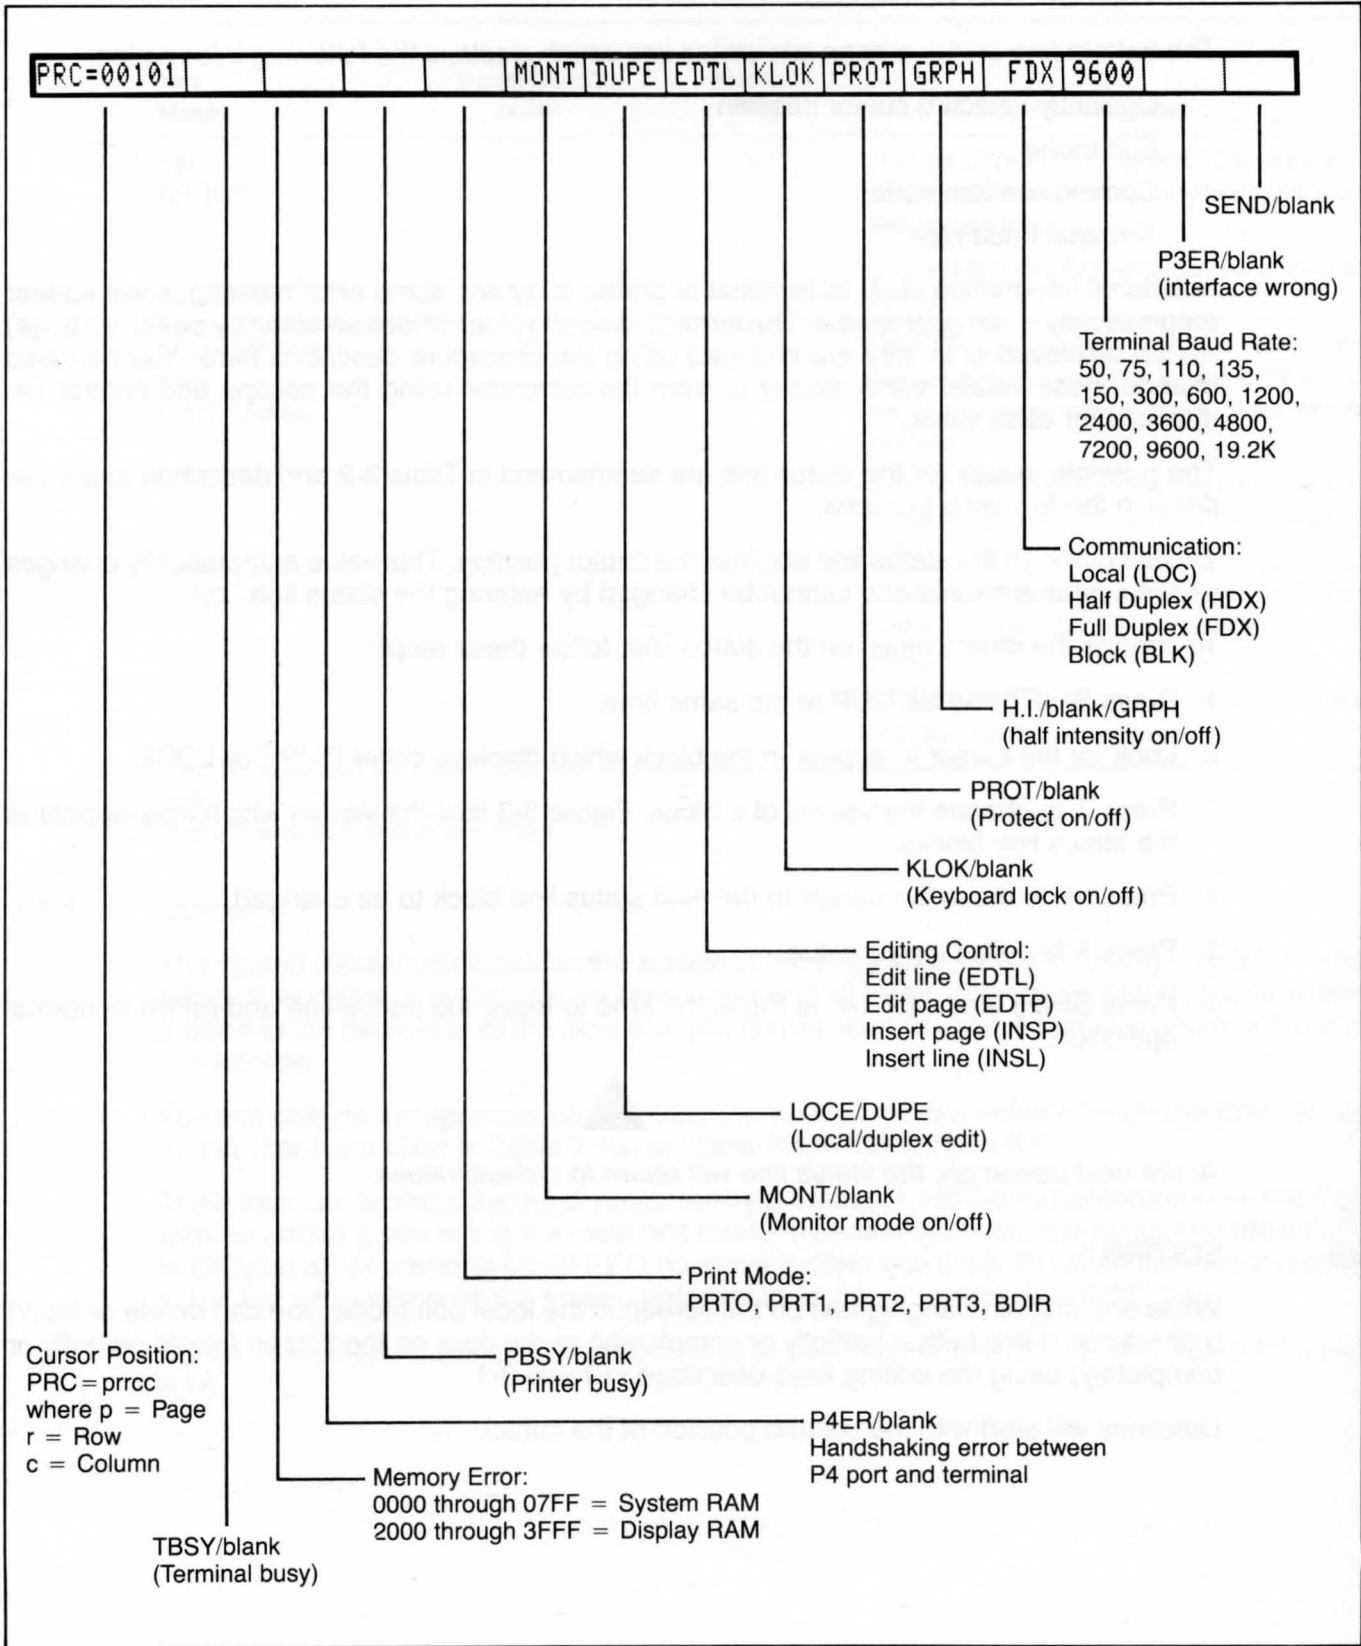 PRC=00101 MONT DUPE EDTL KLOK PROT GRPH FDX 9600
SEND/blank
P3ER/blank
(interface wrong)
Terminal Baud Rate:
50, 75, 110, 135,
150, 300, 600, 1200,
2400, 3600, 4800,
7200, 9600, 19.2K
Communication:
Local (LOC)
Half Duplex (HDX)
Full Duplex (FDX)
Block (BLK)
H.I./blank/GRPH
(half intensity on/off)
PROT/blank
(Protect on/off)
KLOK/blank
(Keyboard lock on/off)
Editing Control:
Edit line (EDTL)
Edit page (EDTP)
Insert page (INSP)
Insert line (INSL)
LOCE/DUPE
(Local/duplex edit)
MONT/blank
(Monitor mode on/off)
Print Mode:
PRTO, PRT1, PRT2, PRT3, BDIR
PBSY/blank
(Printer busy)
Cursor Position:
PRC = prrcc
where p = Page
r = Row
c = Column
P4ER/blank
Handshaking error between
P4 port and terminal
Memory Error:
0000 through 07FF = System RAM
2000 through 3FFF = Display RAM
TBSY/blank
(Terminal busy)